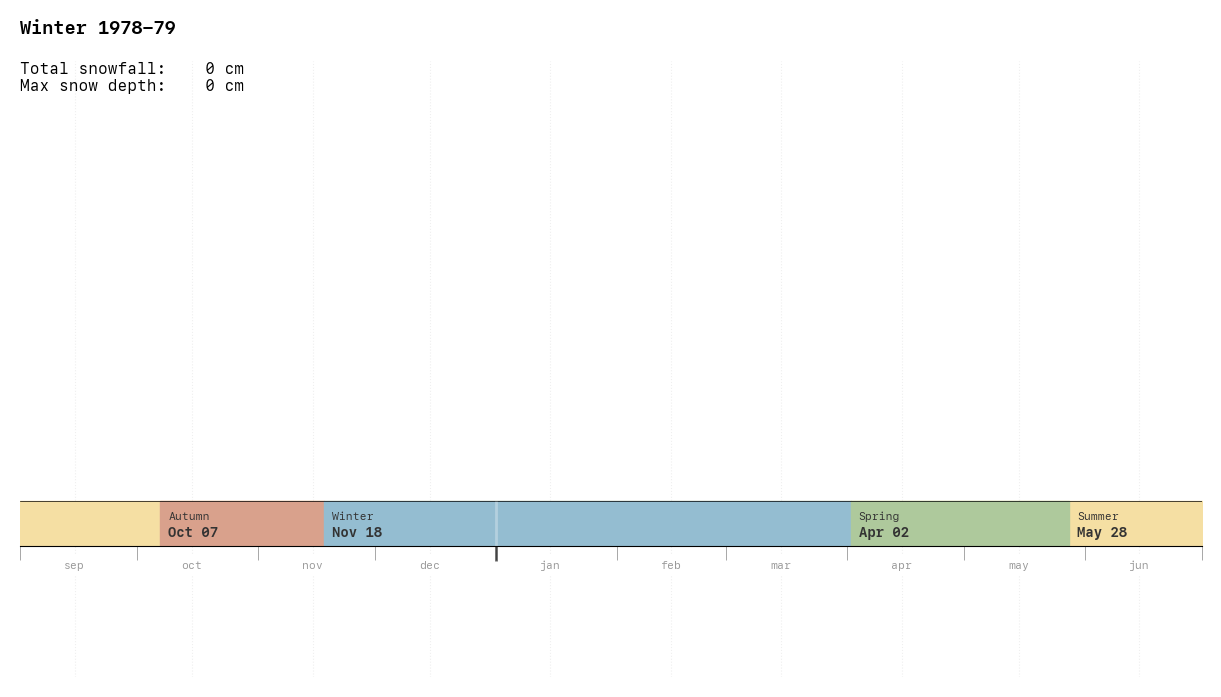 Winter 1978–79
Total snowfall: 0 cm
Max snow depth: 0 cm
Autumn Winter Spring Summer
Oct 07 Nov 18 Apr 02 May 28
sep oct nov dec jan feb mar apr may jun